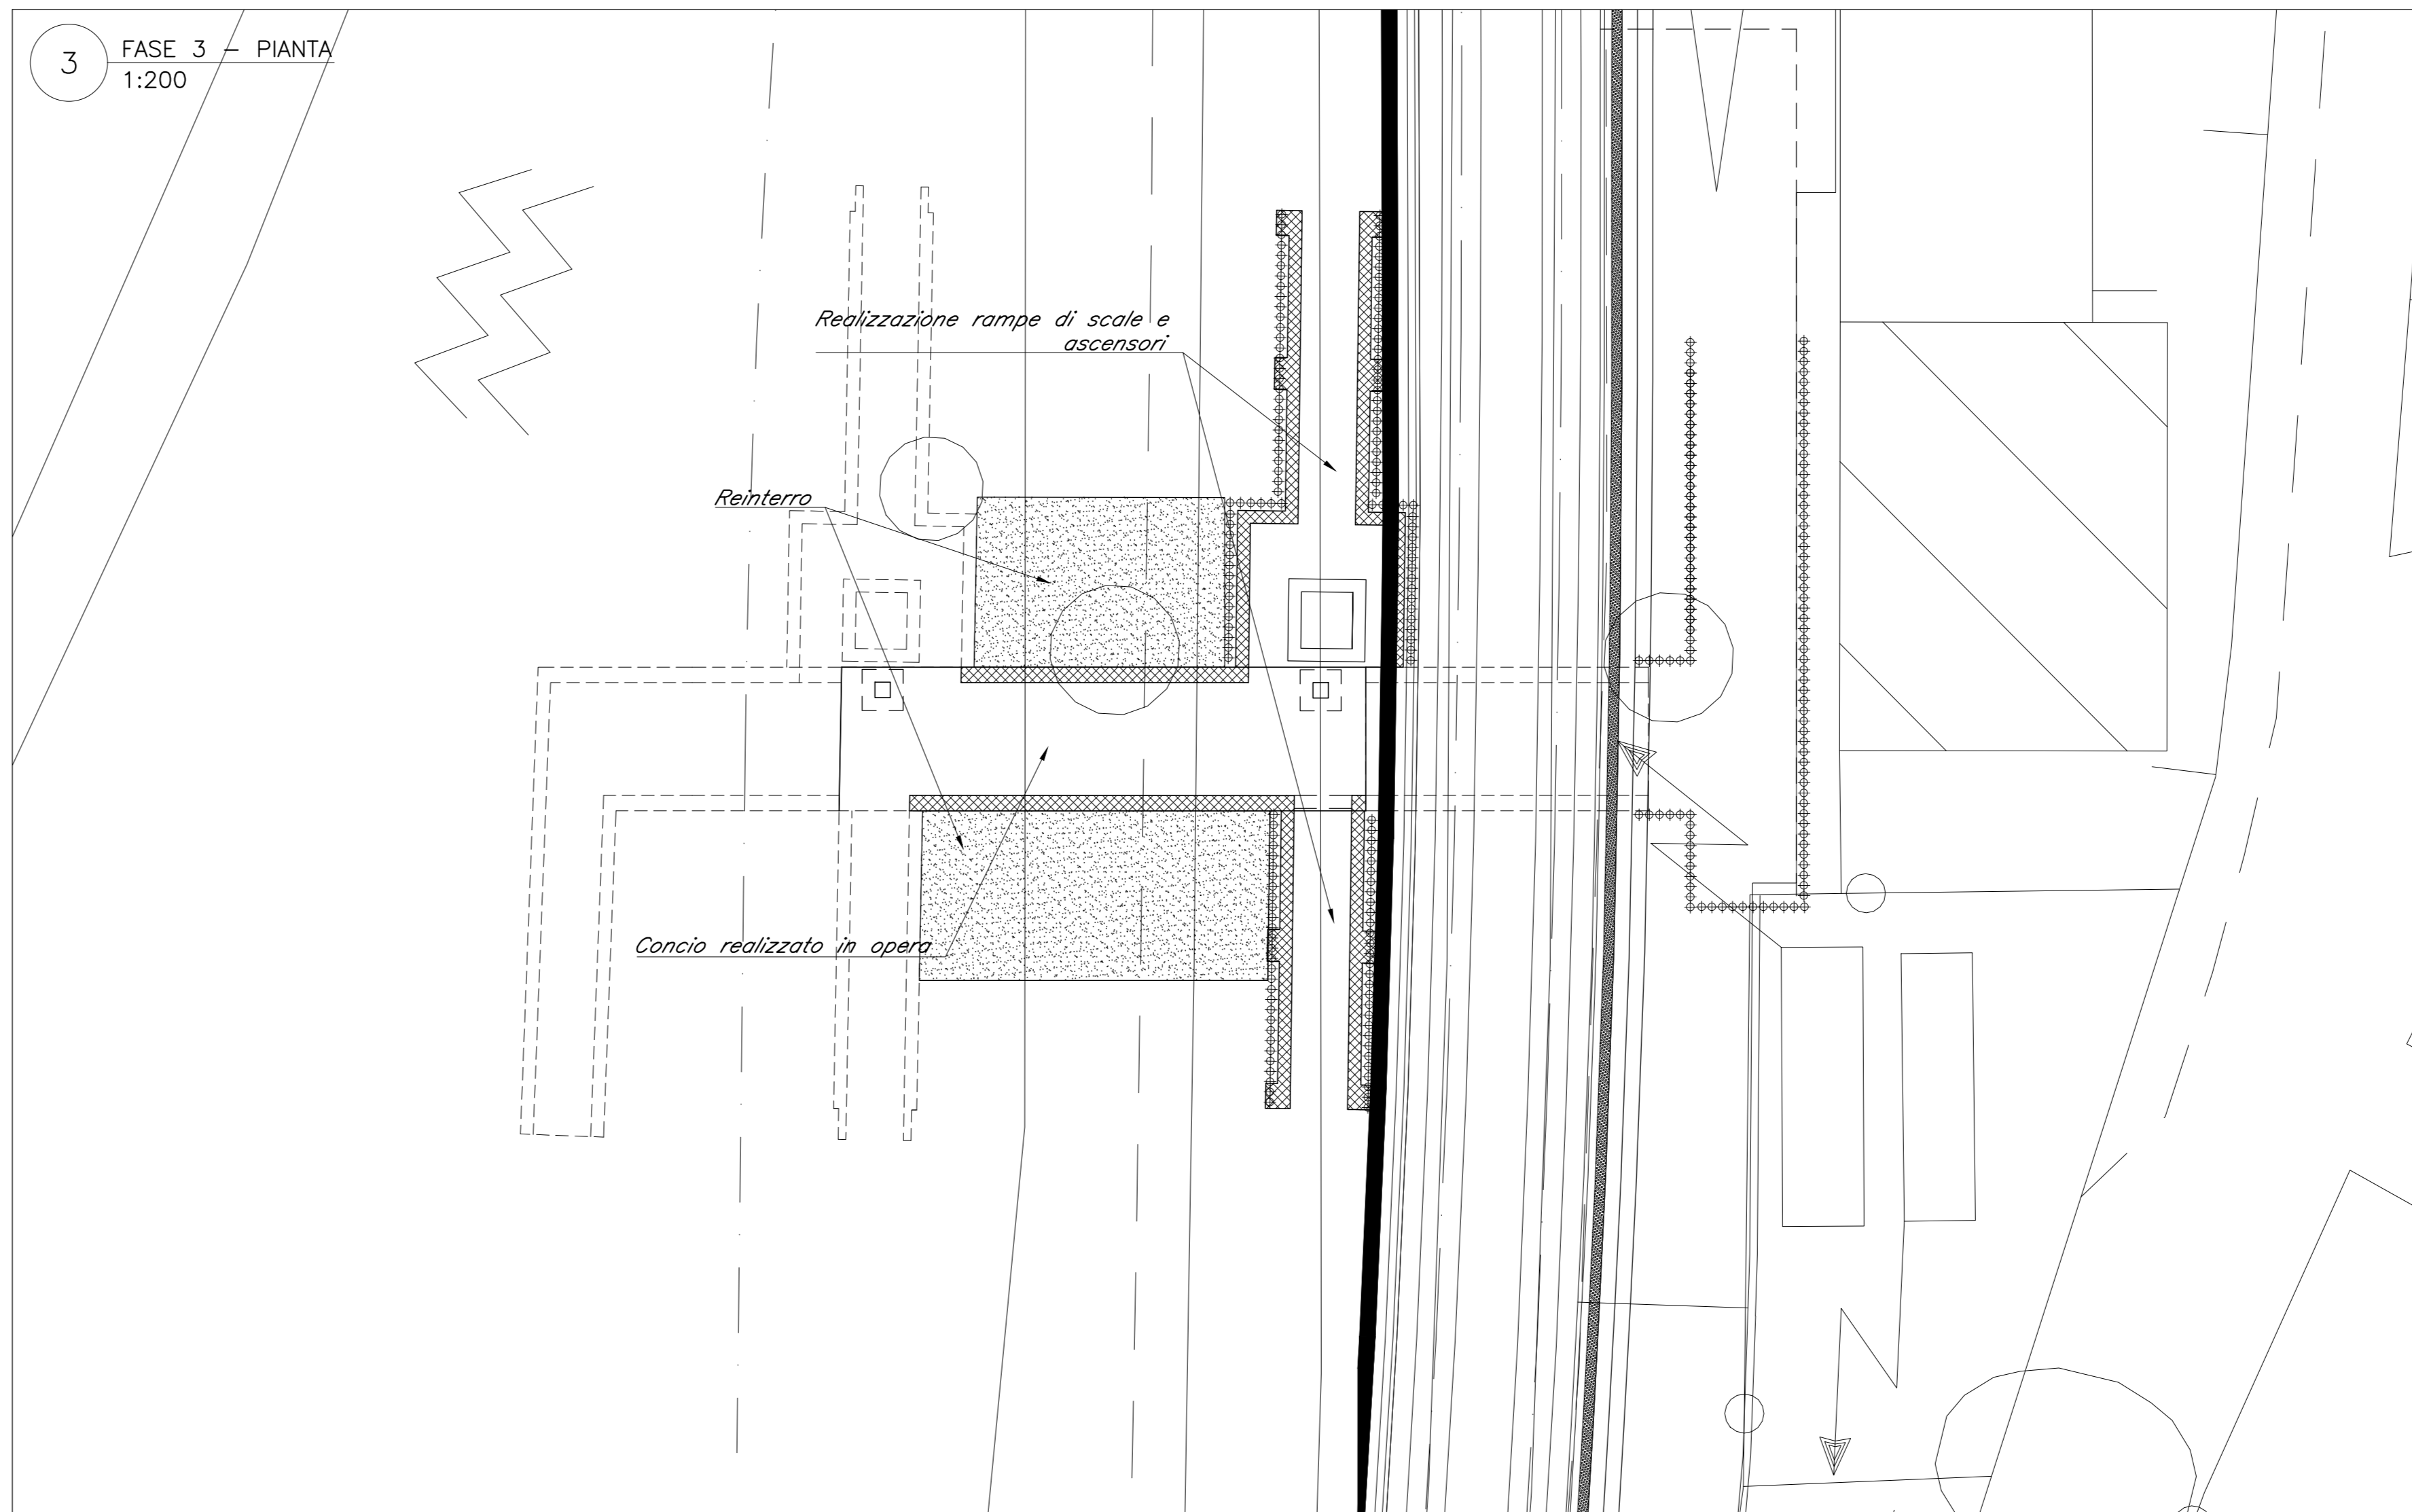 3
FASE 3 – PIANTA
1:200
Realizzazione rampe di scale e
ascensori
Reinterro
Concio realizzato in opera